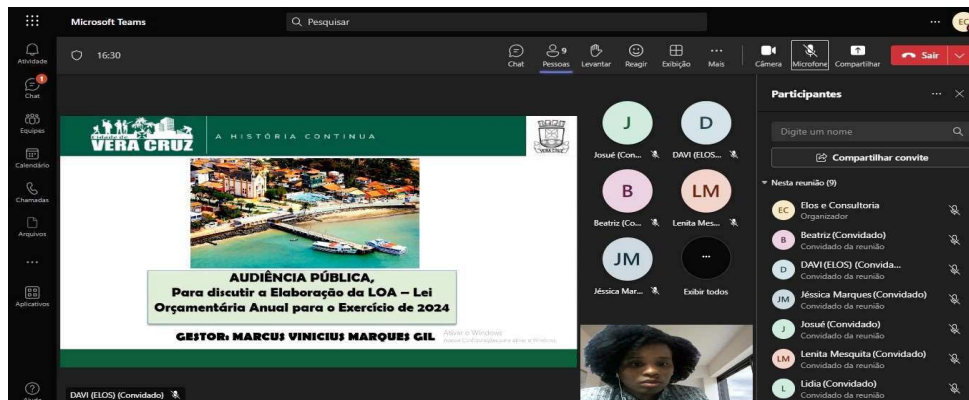 Microsoft Teams
Pesquisar
EC
Atividade
Chat
1
Equipes
Calendário
Chamadas
Arquivos
Aplicativos
Ajuda
16:30
Chat
9
Pessoas
Levantar
Reagir
Exibição
Mais
Câmera
Microfone
Compartilhar
Sair
VERA CRUZ
A HISTÓRIA CONTINUA
VERA CRUZ
AUDIÊNCIA PÚBLICA,
Para discutir a Elaboração da LOA – Lei
Orçamentária Anual para o Exercício de 2024
GESTOR: MARCUS VINICIUS MARQUES GIL
Ativar o Windows
DAVI (ELOS) (Convidado)
J
Josué (Con...
D
DAVI (ELOS...
B
Beatriz (Co...
LM
Lenita Mes...
JM
Jéssica Mar...
...
Exibir todos
Participantes
Digite um nome
Compartilhar convite
Nesta reunião (9)
EC
Elos e Consultoria
Organizador
B
Beatriz (Convidado)
Convidado da reunião
D
DAVI (ELOS) (Convida...
Convidado da reunião
JM
Jéssica Marques (Convidado)
Convidado da reunião
J
Josué (Convidado)
Convidado da reunião
LM
Lenita Mesquita (Convidado)
Convidado da reunião
L
Lidia (Convidado)
Convidado da reunião